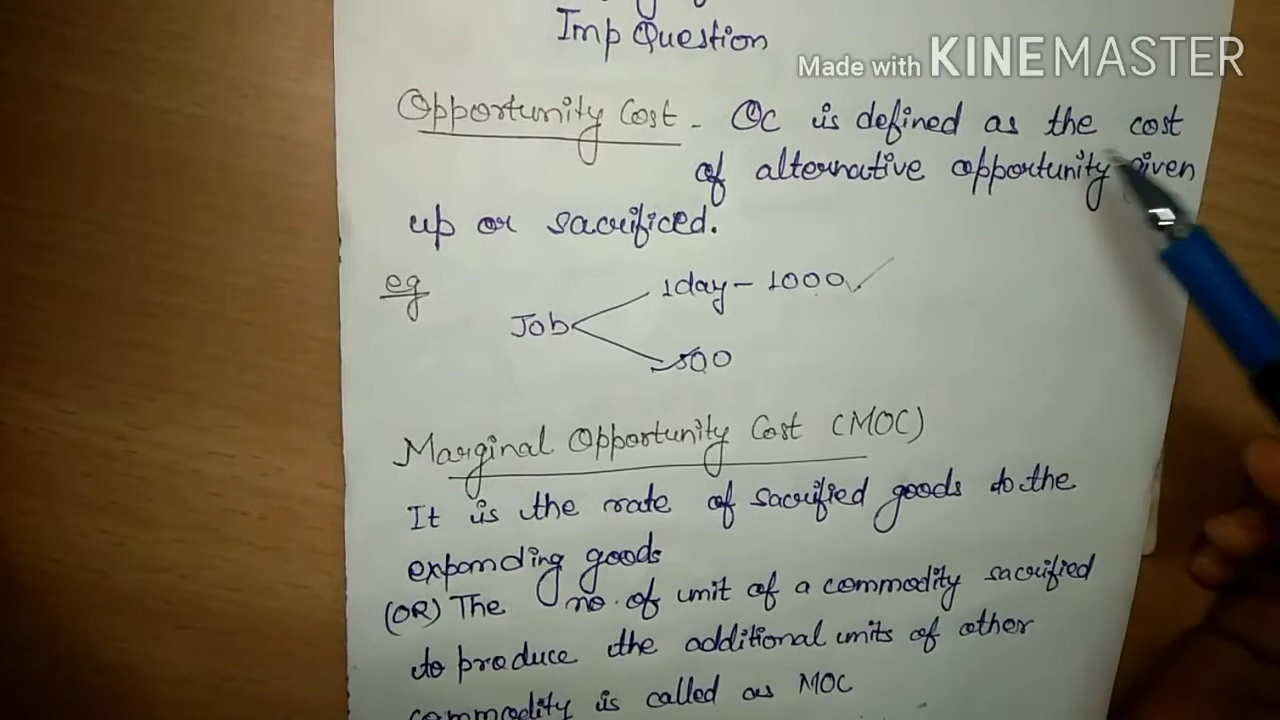 Imp Question
Made with KINEMASTER
Opportunity Cost - OC is defined as the cost
of alternative opportunity given
up or sacrificed.
eg
1day - 1000 ✓
Job
500
Marginal Opportunity Cost (MOC)
It is the rate of sacrified goods to the
expanding goods
(OR) The no. of unit of a commodity sacrified
to produce the additional units of other
commodity is called as MOC